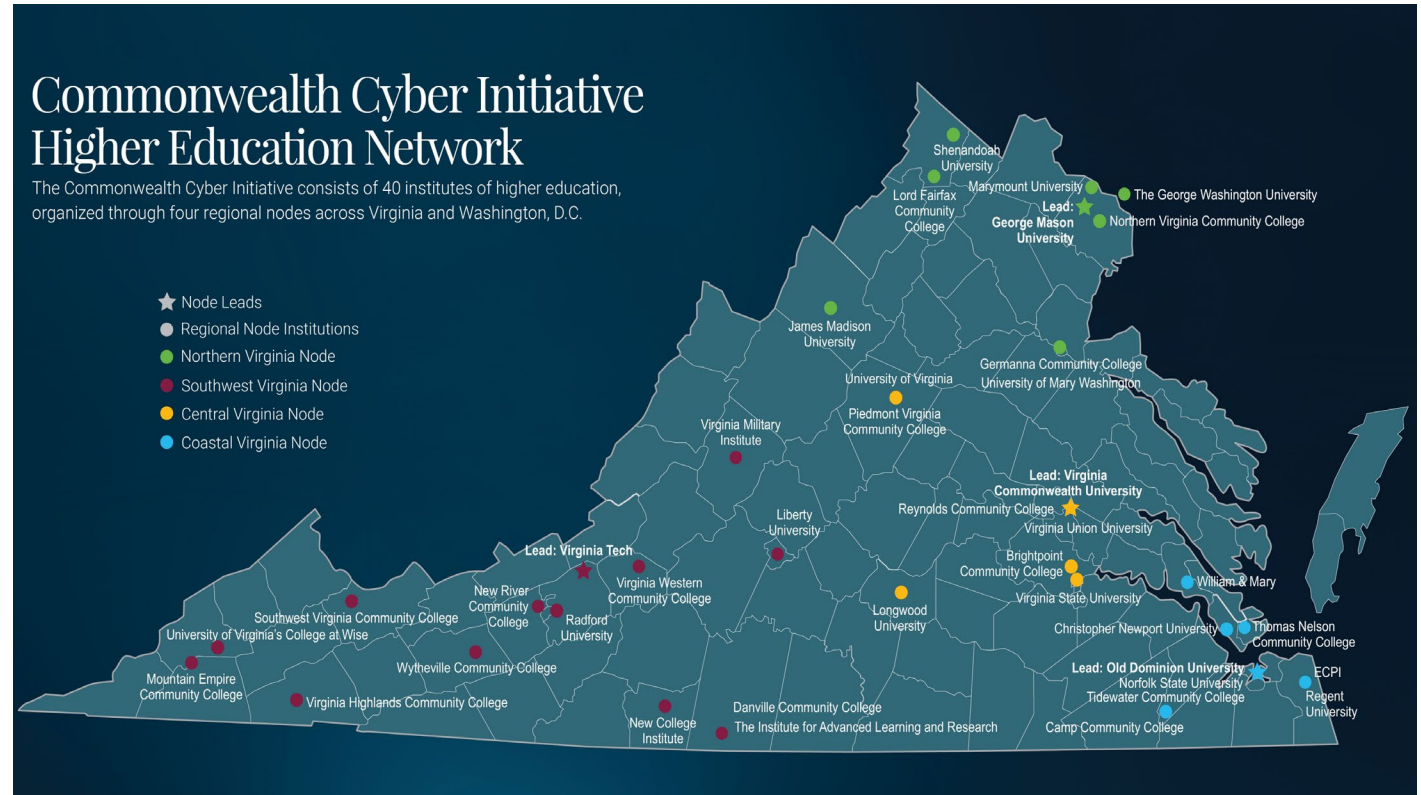 Commonwealth Cyber Initiative
Higher Education Network
The Commonwealth Cyber Initiative consists of 40 institutes of higher education,
organized through four regional nodes across Virginia and Washington, D.C.
Node Leads
Regional Node Institutions
Northern Virginia Node
Southwest Virginia Node
Central Virginia Node
Coastal Virginia Node
Shenandoah
University
Lord Fairfax
Community
College
Marymount University
The George Washington University
Lead:
George Mason
University
Northern Virginia Community College
James Madison
University
Germanna Community College
University of Mary Washington
University of Virginia
Piedmont Virginia
Community College
Virginia Military
Institute
Lead: Virginia
Commonwealth University
Reynolds Community College
Virginia Union University
Liberty
University
Brightpoint
Community College
Virginia State University
Longwood
University
William & Mary
Christopher Newport University
Thomas Nelson
Community College
Lead: Old Dominion University
Norfolk State University
Tidewater Community College
ECPI
Regent
University
Camp Community College
Lead: Virginia Tech
Virginia Western
Community College
New River
Community
College
Radford
University
Southwest Virginia Community College
University of Virginia's College at Wise
Wytheville Community College
Mountain Empire
Community College
Virginia Highlands Community College
New College
Institute
Danville Community College
The Institute for Advanced Learning and Research